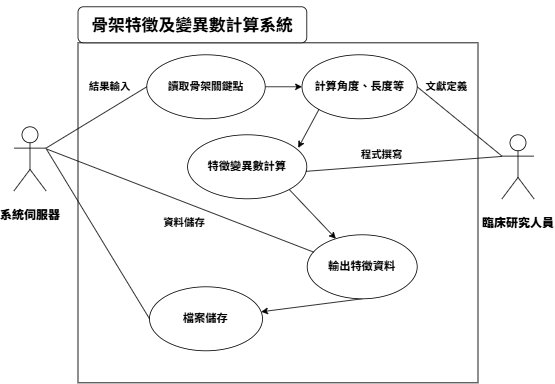 骨架特徵及變異數計算系統
結果輸入
讀取骨架關鍵點
計算角度、長度等
文獻定義
特徵變異數計算
程式撰寫
系統伺服器
臨床研究人員
資料儲存
輸出特徵資料
檔案儲存